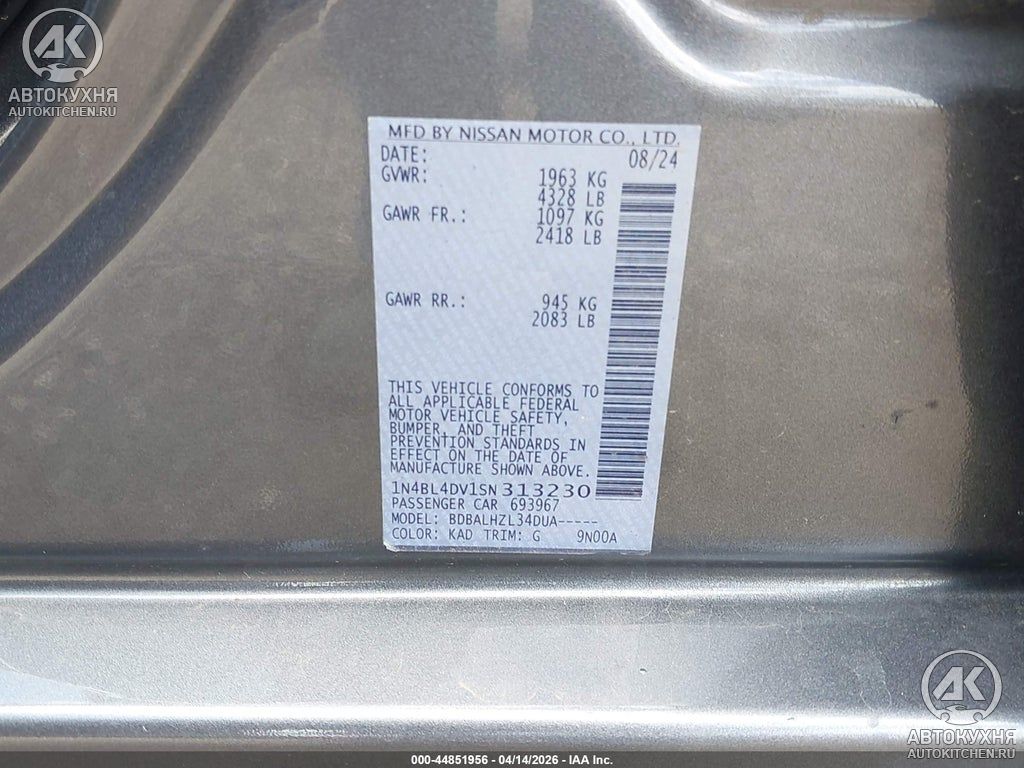 AK
АВТОКУХНЯ
AUTOKITCHEN.RU
MFD BY NISSAN MOTOR CO., LTD.
DATE: 08/24
GVWR: 1963 KG
4328 LB
GAWR FR.: 1097 KG
2418 LB
GAWR RR.: 945 KG
2083 LB
THIS VEHICLE CONFORMS TO
ALL APPLICABLE FEDERAL
MOTOR VEHICLE SAFETY,
BUMPER, AND THEFT
PREVENTION STANDARDS IN
EFFECT ON THE DATE OF
MANUFACTURE SHOWN ABOVE.
1N4BL4DV1SN313230
PASSENGER CAR 693967
MODEL: BDBALHZL34DUA-----
COLOR: KAD TRIM: G 9N00A
AK
АВТОКУХНЯ
AUTOKITCHEN.RU
000-44851956 - 04/14/2026 - IAA Inc.